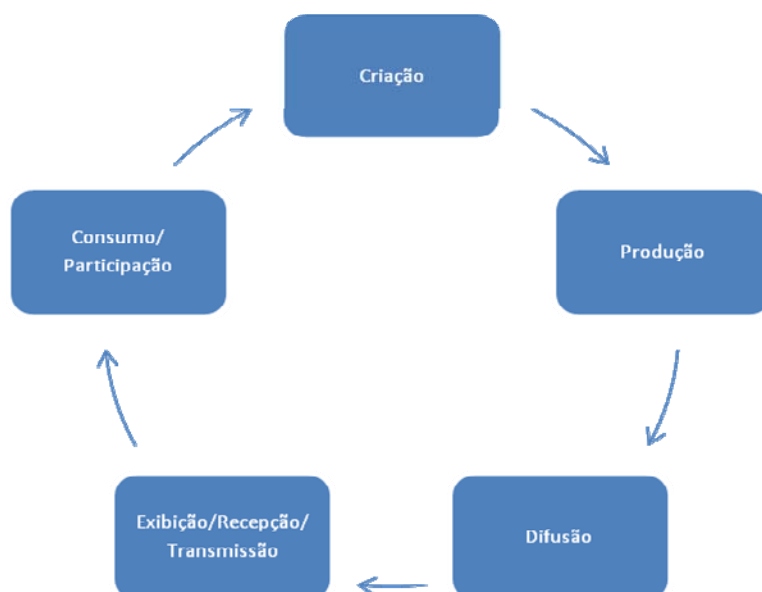 Criação
Produção
Difusão
Exibição/Recepção/
Transmissão
Consumo/
Participação